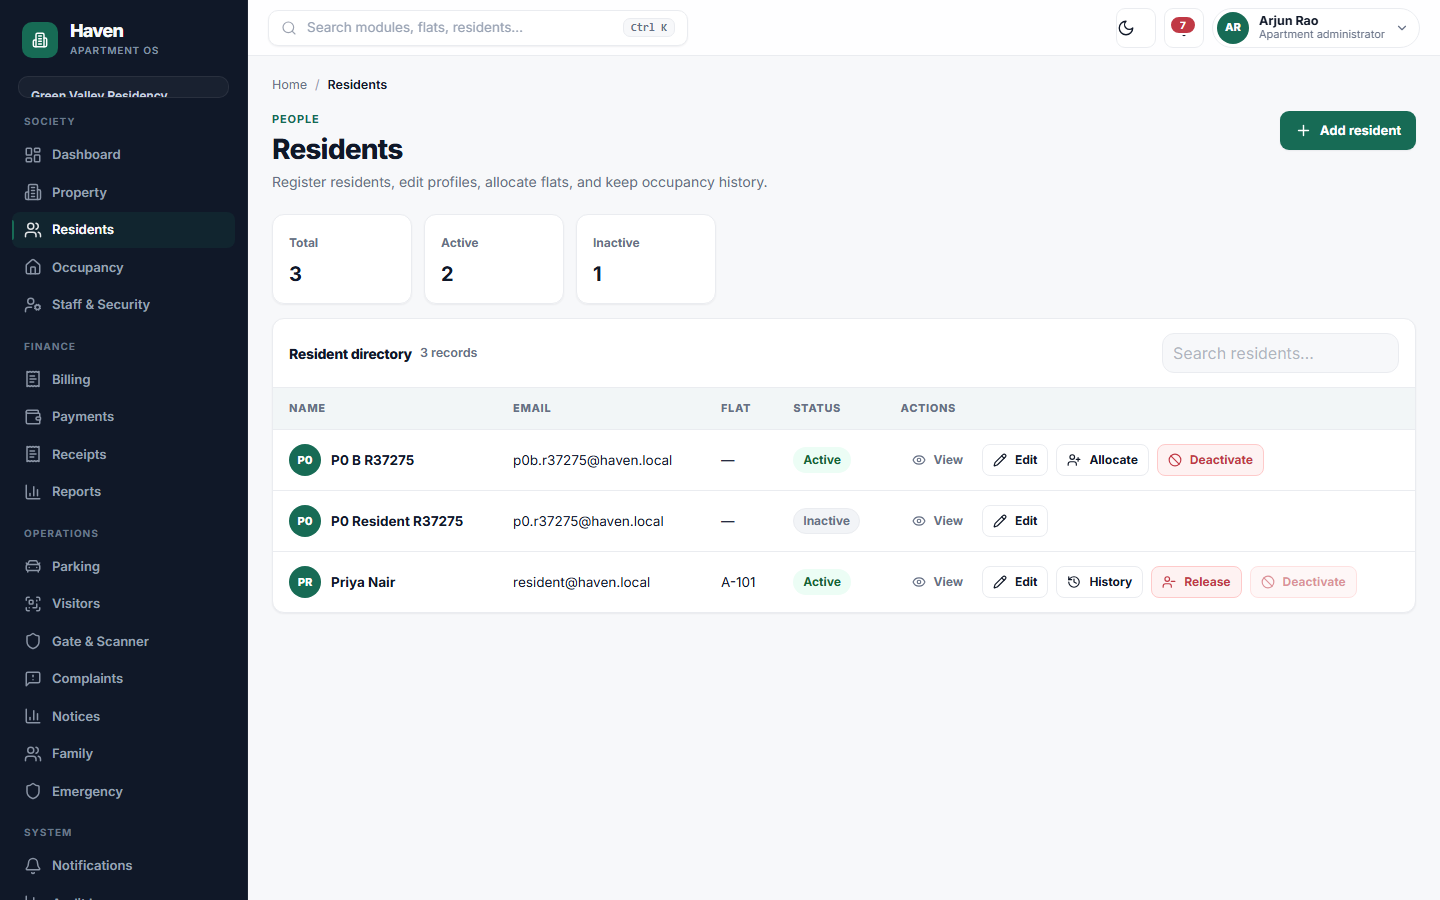 Haven
APARTMENT OS
Green Valley Residency
SOCIETY
Dashboard
Property
Residents
Occupancy
Staff & Security
FINANCE
Billing
Payments
Receipts
Reports
OPERATIONS
Parking
Visitors
Gate & Scanner
Complaints
Notices
Family
Emergency
SYSTEM
Notifications
Search modules, flats, residents...
Ctrl K
7
AR
Arjun Rao
Apartment administrator
Home / Residents
PEOPLE
Residents
Register residents, edit profiles, allocate flats, and keep occupancy history.
Add resident
Total
3
Active
2
Inactive
1
Resident directory 3 records
Search residents...
NAME EMAIL FLAT STATUS ACTIONS
P0 P0 B R37275 p0b.r37275@haven.local — Active View Edit Allocate Deactivate
P0 P0 Resident R37275 p0.r37275@haven.local — Inactive View Edit
PR Priya Nair resident@haven.local A-101 Active View Edit History Release Deactivate